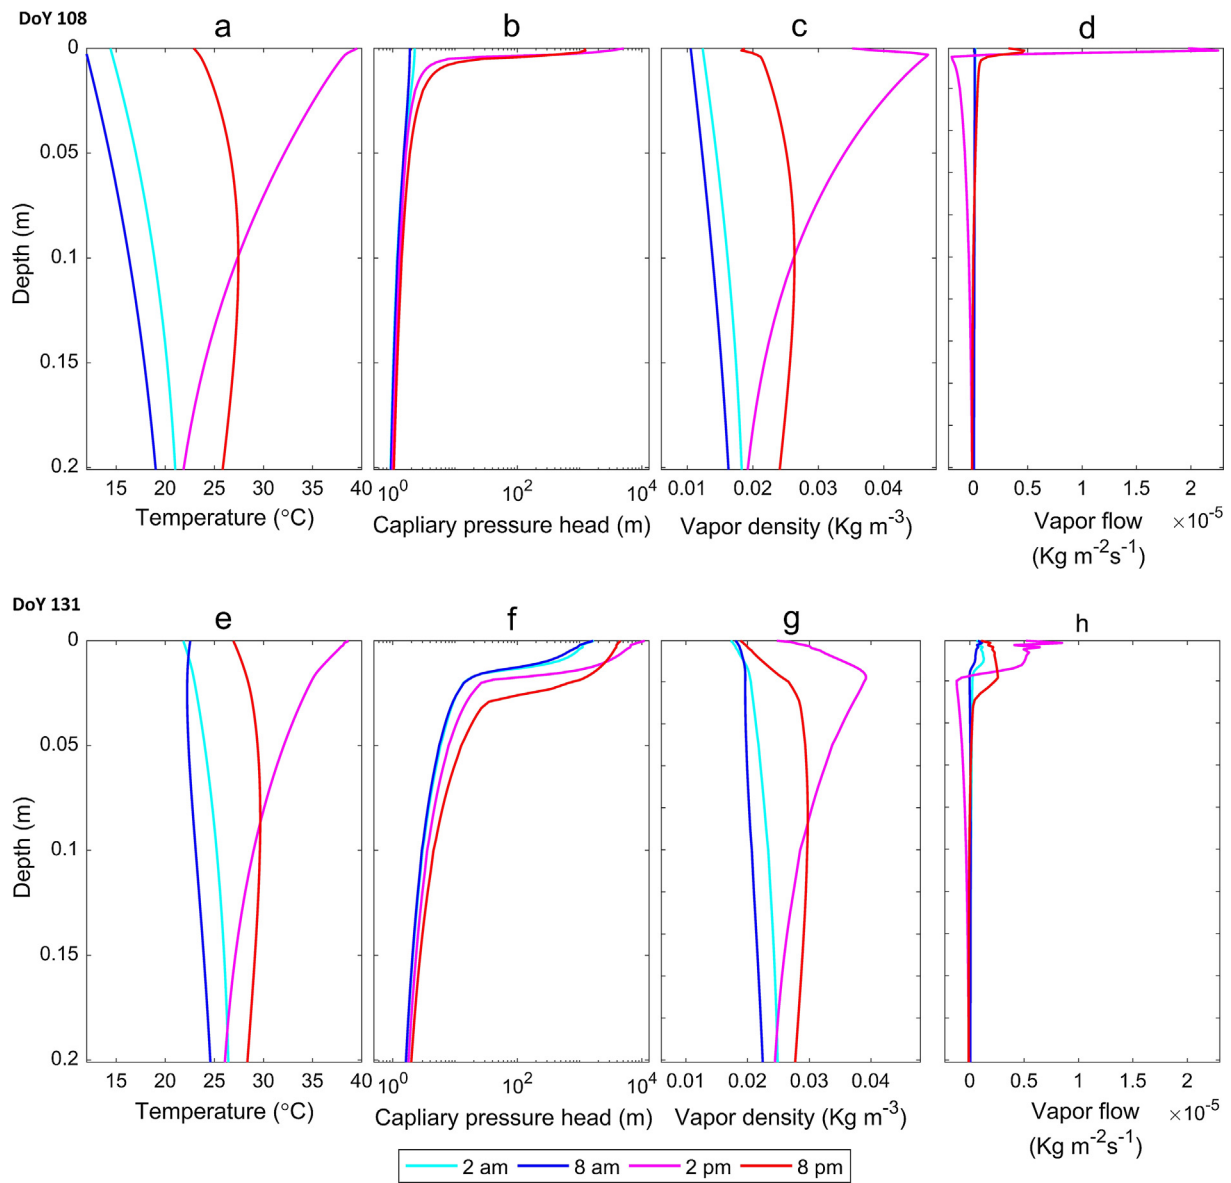 DoY 108
a b c d
0
0.05
0.1
0.15
0.2
Depth (m)
15 20 25 30 35 40
Temperature (°C)
10^0 10^2 10^4
Capliary pressure head (m)
0.01 0.02 0.03 0.04
Vapor density (Kg m^-3)
0 0.5 1 1.5 2
Vapor flow ×10^-5
(Kg m^-2 s^-1)
DoY 131
e f g h
0
0.05
0.1
0.15
0.2
Depth (m)
15 20 25 30 35 40
Temperature (°C)
10^0 10^2 10^4
Capliary pressure head (m)
0.01 0.02 0.03 0.04
Vapor density (Kg m^-3)
0 0.5 1 1.5 2
Vapor flow ×10^-5
(Kg m^-2 s^-1)
2 am 8 am 2 pm 8 pm